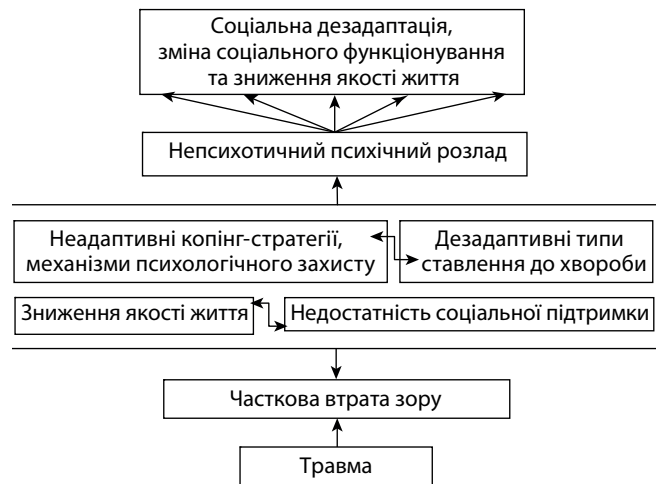 Соціальна дезадаптація,
зміна соціального функціонування
та зниження якості життя
Непсихотичний психічний розлад
Неадаптивні копінг-стратегії,
механізми психологічного захисту
Дезадаптивні типи
ставлення до хвороби
Зниження якості життя
Недостатність соціальної підтримки
Часткова втрата зору
Травма